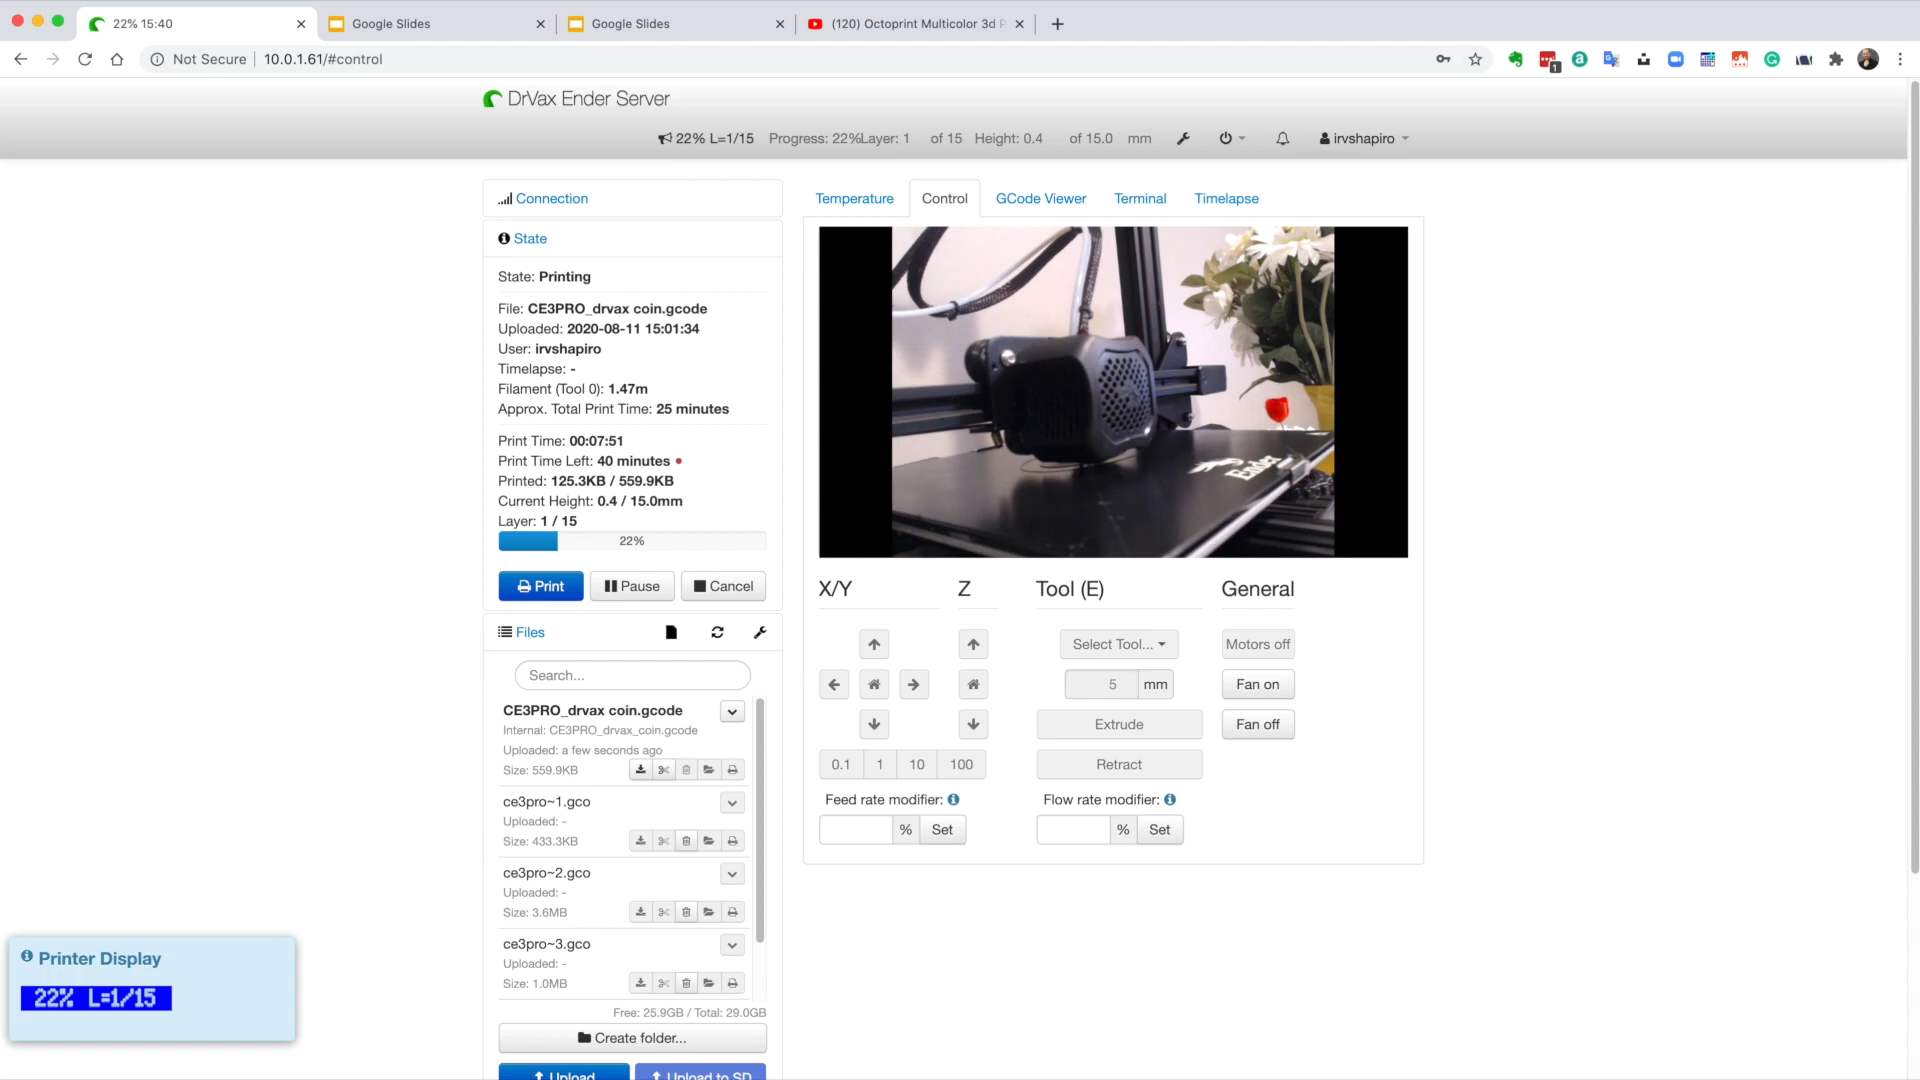 22% 15:40
Google Slides
Google Slides
(120) Octoprint Multicolor 3d P
Not Secure
10.0.1.61/#control
1
DrVax Ender Server
22% L=1/15
Progress: 22%Layer: 1 of 15 Height: 0.4 of 15.0 mm
irvshapiro
Connection
State
State: Printing
File: CE3PRO_drvax coin.gcode
Uploaded: 2020-08-11 15:01:34
User: irvshapiro
Timelapse: -
Filament (Tool 0): 1.47m
Approx. Total Print Time: 25 minutes
Print Time: 00:07:51
Print Time Left: 40 minutes
Printed: 125.3KB / 559.9KB
Current Height: 0.4 / 15.0mm
Layer: 1 / 15
22%
Print
Pause
Cancel
Files
Search...
CE3PRO_drvax coin.gcode
Internal: CE3PRO_drvax_coin.gcode
Uploaded: a few seconds ago
Size: 559.9KB
ce3pro~1.gco
Uploaded: -
Size: 433.3KB
ce3pro~2.gco
Uploaded: -
Size: 3.6MB
ce3pro~3.gco
Uploaded: -
Size: 1.0MB
Free: 25.9GB / Total: 29.0GB
Create folder...
Upload
Upload to SD
Temperature
Control
GCode Viewer
Terminal
Timelapse
Ender
X/Y
Z
Tool (E)
General
Select Tool...
Motors off
5 mm
Fan on
Extrude
Fan off
0.1 1 10 100
Retract
Feed rate modifier:
Flow rate modifier:
% Set
% Set
Printer Display
22% L=1/15